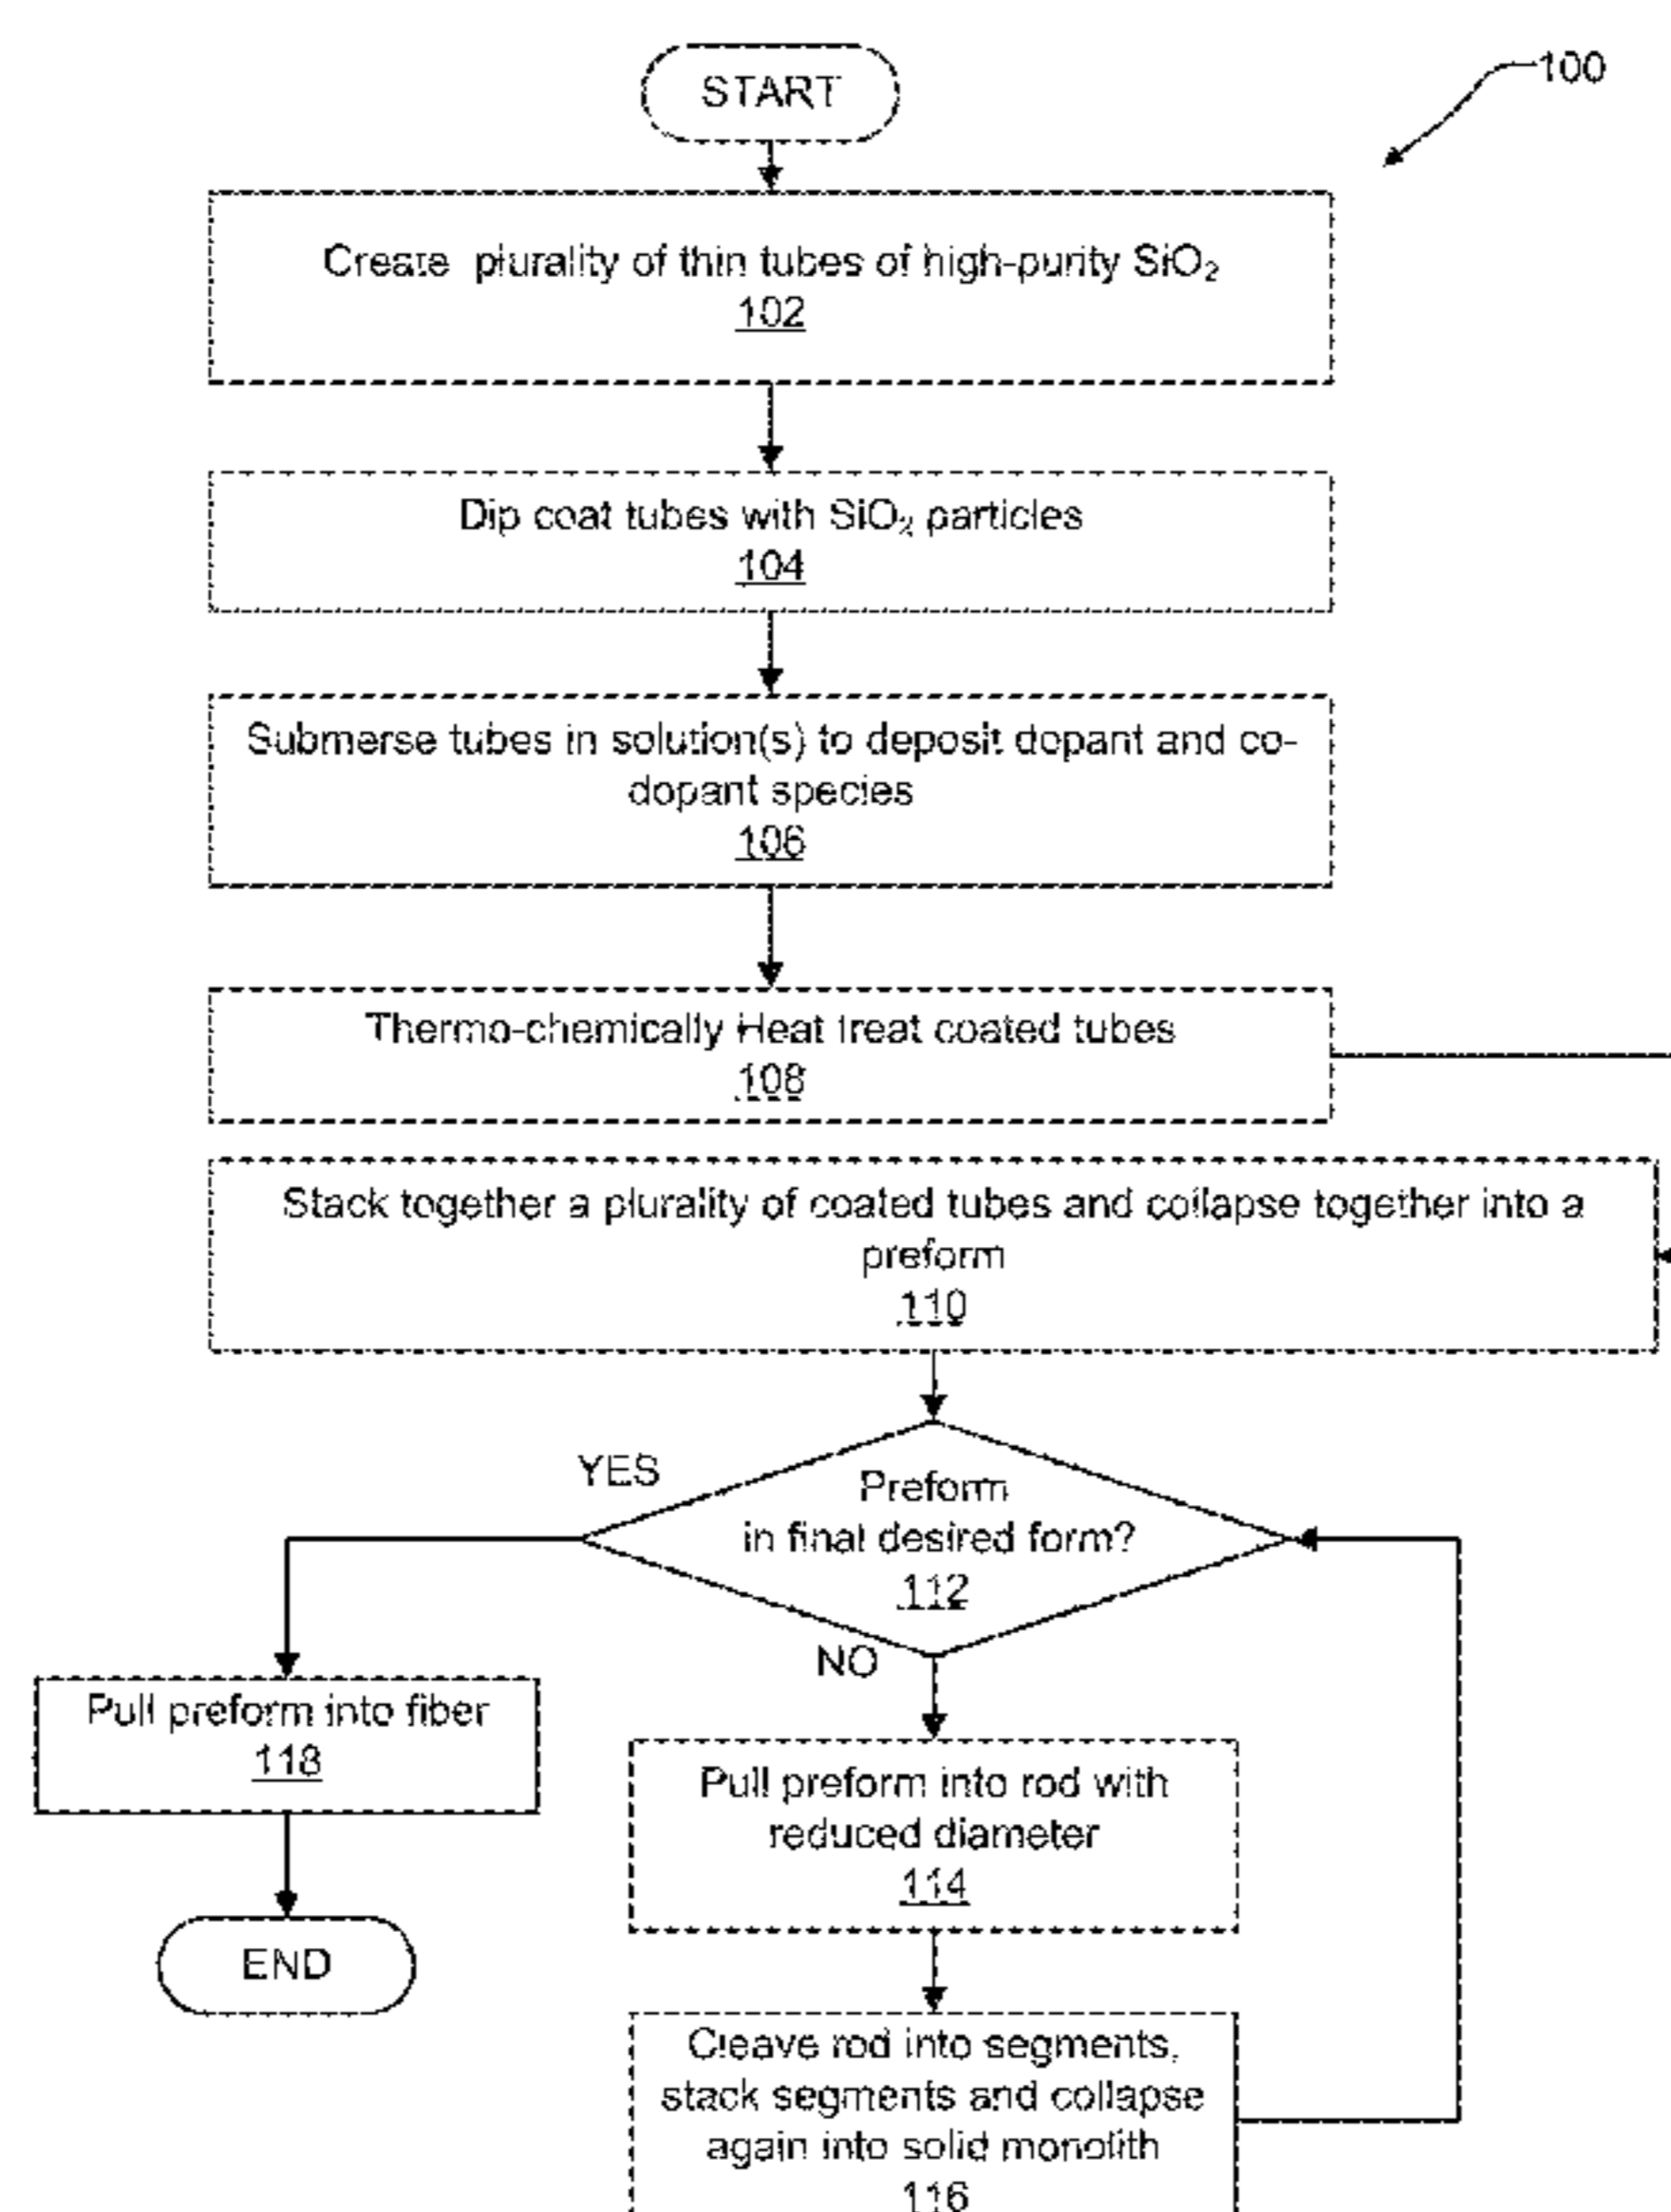 START
100
Create plurality of thin tubes of high-purity SiO₂
102
Dip coat tubes with SiO₂ particles
104
Submerse tubes in solution(s) to deposit dopant and co-
dopant species
106
Thermo-chemically Heat treat coated tubes
108
Stack together a plurality of coated tubes and collapse together into a
preform
110
YES
Preform
in final desired form?
112
NO
Pull preform into fiber
118
Pull preform into rod with
reduced diameter
114
END
Cleave rod into segments,
stack segments and collapse
again into solid monolith
116